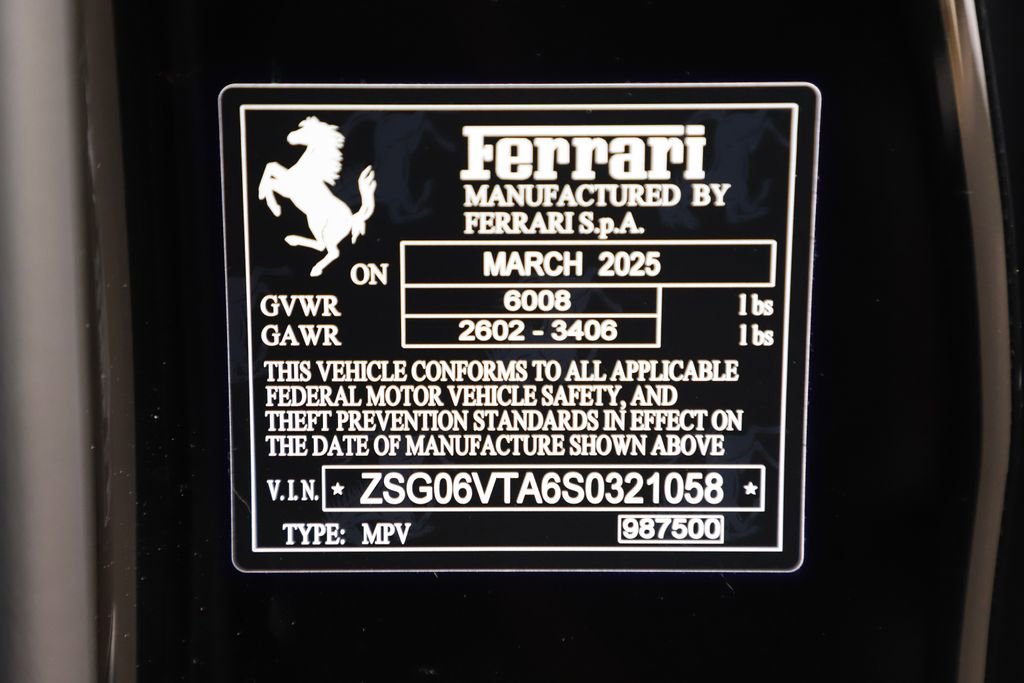 Ferrari
MANUFACTURED BY
FERRARI S.p.A.
ON MARCH 2025
GVWR 6008 lbs
GAWR 2602 - 3406 lbs
THIS VEHICLE CONFORMS TO ALL APPLICABLE
FEDERAL MOTOR VEHICLE SAFETY, AND
THEFT PREVENTION STANDARDS IN EFFECT ON
THE DATE OF MANUFACTURE SHOWN ABOVE
V.I.N. ★ ZSG06VTA6S0321058 ★
TYPE: MPV 987500